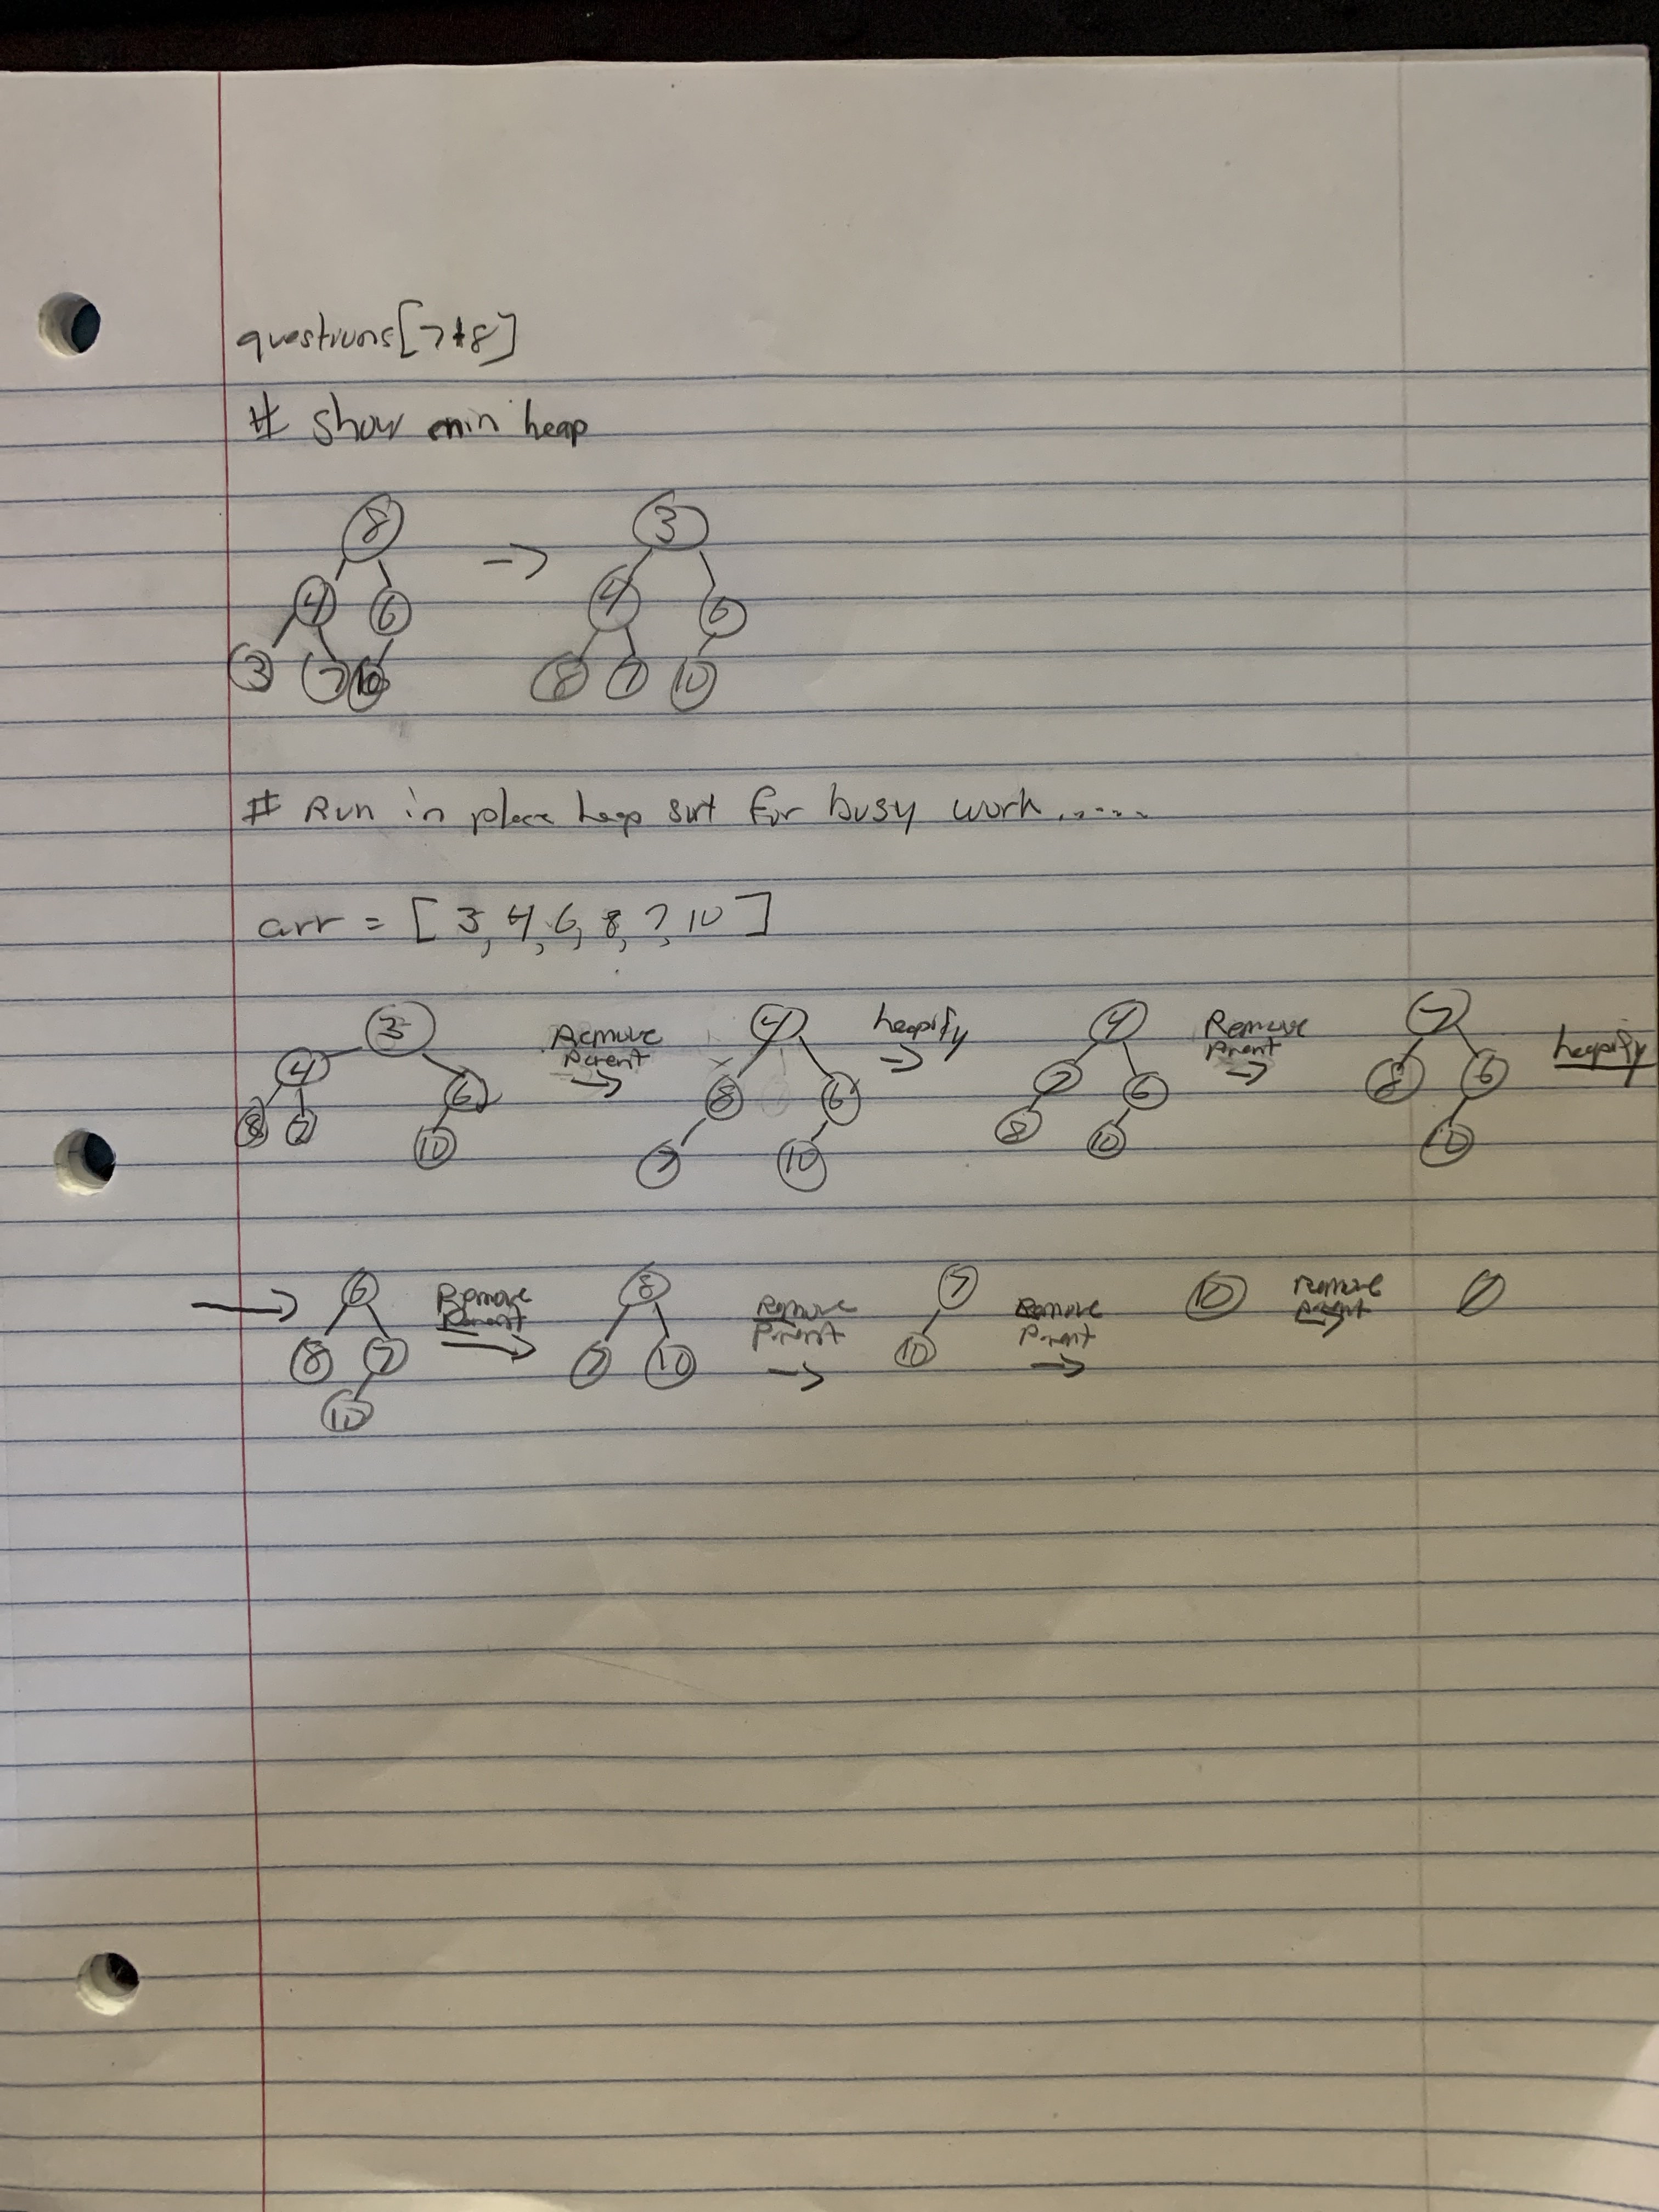 questions[7+8]
# show min heap
8 3
4 6 → 4 6
3 7 10 8 7 10
# Run in place heap sort for busy work.....
arr = [3, 4, 6, 8, 7, 10]
3 Remove Parent → 4 heapify → 4 Remove Parent → 7 heapify
4 6 8 6 7 6 8 6
8 7 10 7 10 8 10 10
→ 6 Remove Parent → 8 Remove Parent → 7 Remove Parent → 10 Remove Parent →
8 7 7 10 10
10